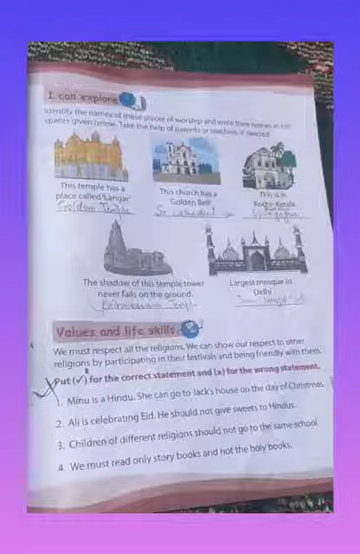 I can explore
Identify the names of these places of worship and write their names in the
spaces given below. Take the help of parents or teachers, if needed.
This temple has a
place called 'Langar'
Golden Temple
This church has a
'Golden Bell'
Se cathedral
This is in
Kochi, Kerala.
Synagogue
The shadow of this temple tower
never falls on the ground.
Largest mosque in
Delhi
Values and life skills
We must respect all the religions. We can show our respect to other
religions by participating in their festivals and being friendly with them.
Put (✓) for the correct statement and (x) for the wrong statement.
1. Minu is a Hindu. She can go to Jack's house on the day of Christmas.
2. Ali is celebrating Eid. He should not give sweets to Hindus.
3. Children of different religions should not go to the same school.
4. We must read only story books and not the holy books.